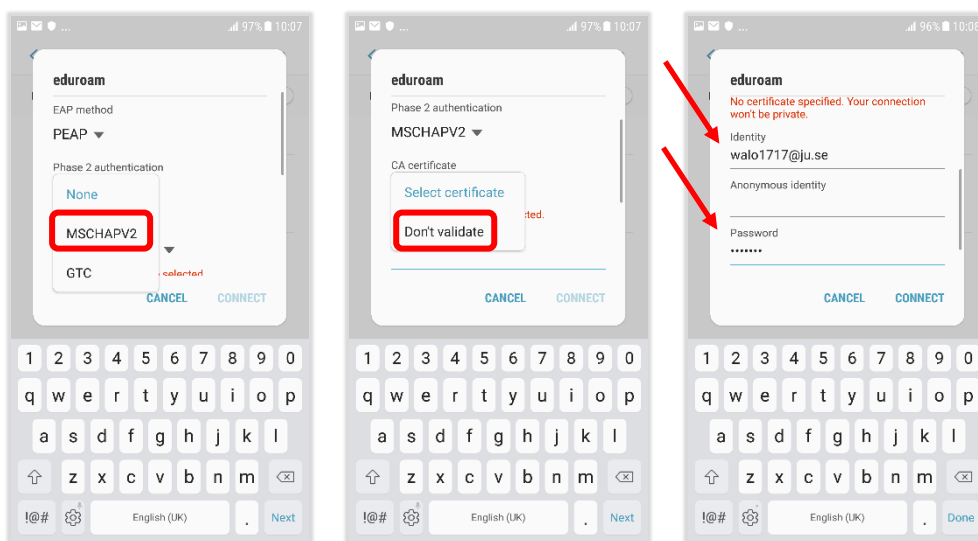 ... 97% 10:07
eduroam
EAP method
PEAP
Phase 2 authentication
None
MSCHAPV2
GTC
selected
CANCEL CONNECT
1 2 3 4 5 6 7 8 9 0
q w e r t y u i o p
a s d f g h j k l
z x c v b n m
!@# English (UK) . Next
... 97% 10:07
eduroam
Phase 2 authentication
MSCHAPV2
CA certificate
Select certificate
Don't validate
CANCEL CONNECT
1 2 3 4 5 6 7 8 9 0
q w e r t y u i o p
a s d f g h j k l
z x c v b n m
!@# English (UK) . Next
... 96% 10:08
eduroam
No certificate specified. Your connection
won't be private.
Identity
walo1717@ju.se
Anonymous identity
Password
•••••••
CANCEL CONNECT
1 2 3 4 5 6 7 8 9 0
q w e r t y u i o p
a s d f g h j k l
z x c v b n m
!@# English (UK) . Done